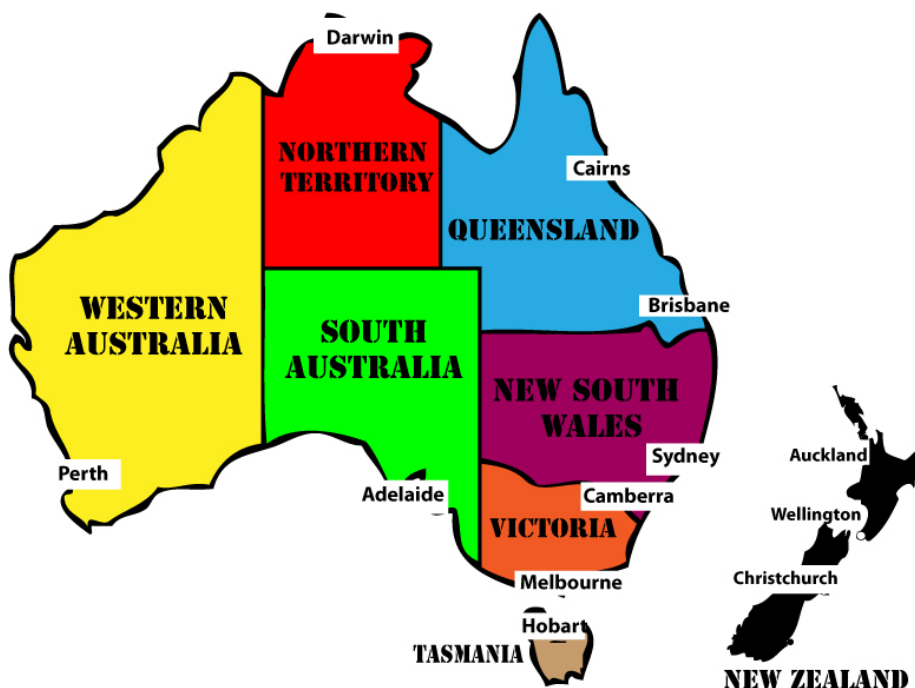 Darwin
NORTHERN
TERRITORY
Cairns
QUEENSLAND
WESTERN
AUSTRALIA
Brisbane
SOUTH
AUSTRALIA
NEW SOUTH
WALES
Sydney
Auckland
Perth
Adelaide
Camberra
Wellington
VICTORIA
Melbourne
Christchurch
Hobart
TASMANIA
NEW ZEALAND